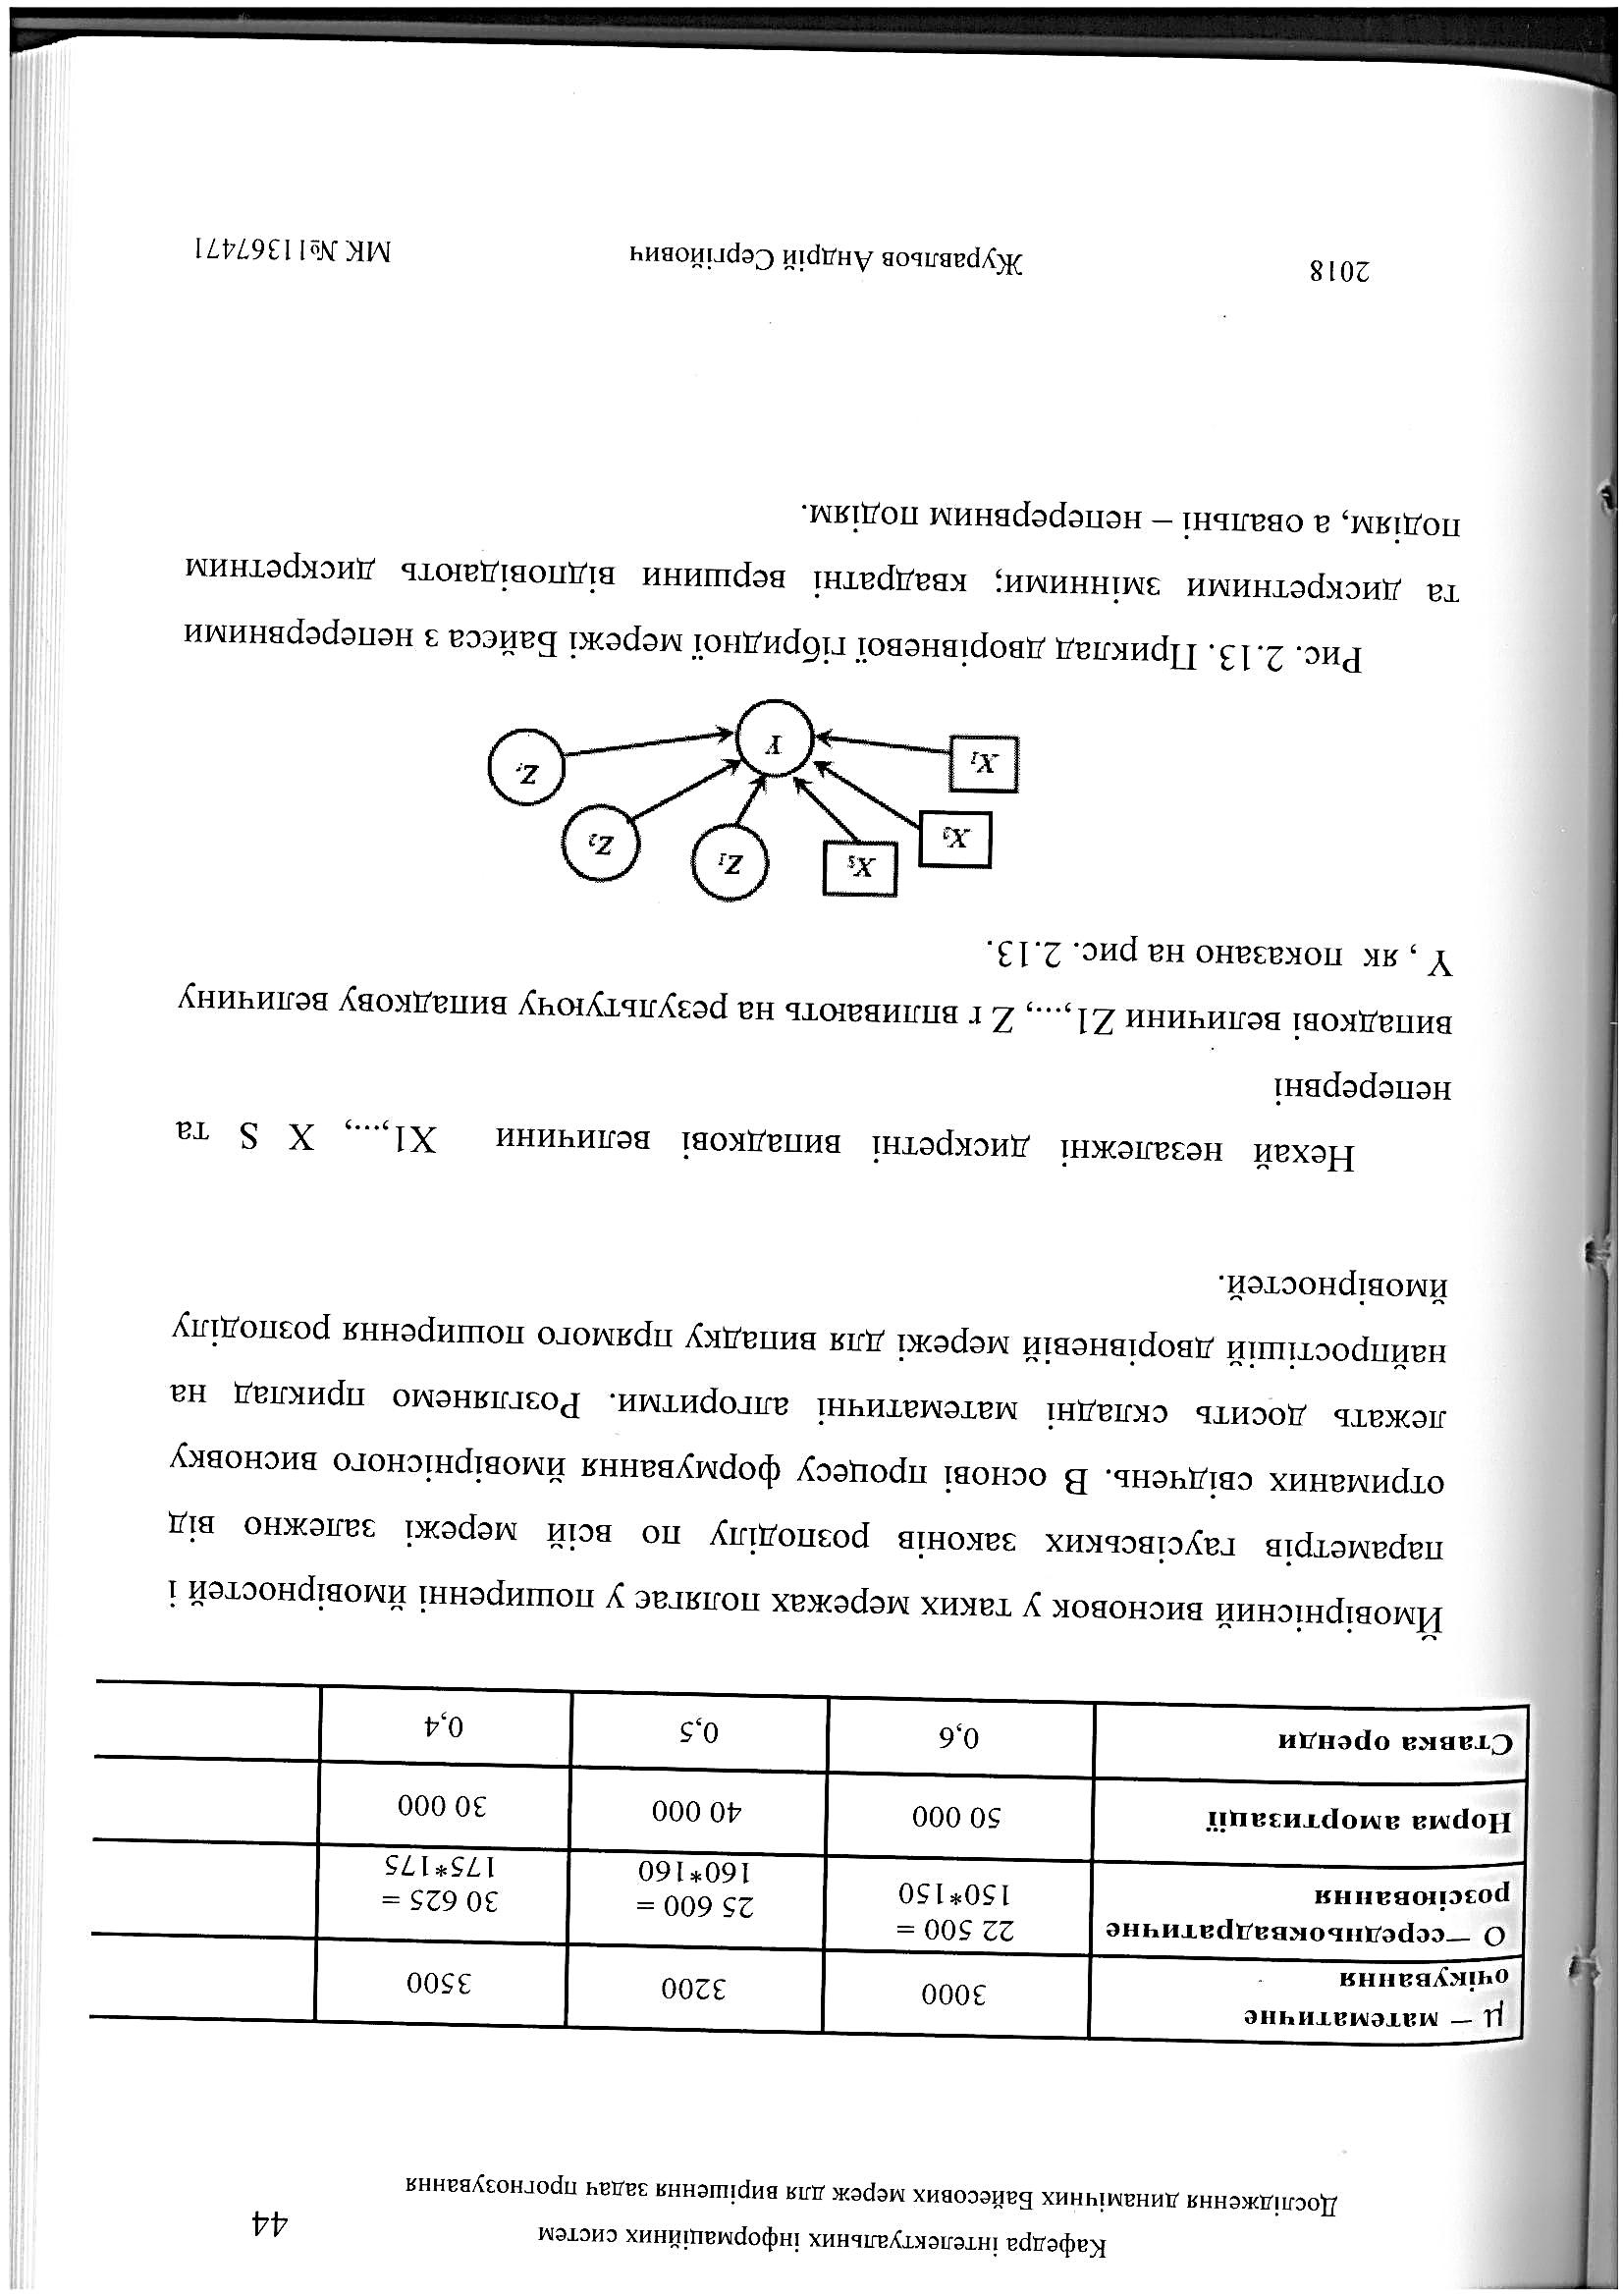 Кафедра інтелектуальних інформаційних систем
44
Дослідження динамічних Байєсових мереж для вирішення задач прогнозування
µ – математичне очікування 3000 3200 3500
О –середньоквадратичне розсіювання 22 500 = 150*150 25 600 = 160*160 30 625 = 175*175
Норма амортизації 50 000 40 000 30 000
Ставка оренди 0,6 0,5 0,4
Ймовірнісний висновок у таких мережах полягає у поширенні ймовірностей і
параметрів гаусівських законів розподілу по всій мережі залежно від
отриманих свідчень. В основі процесу формування ймовірнісного висновку
лежать досить складні математичні алгоритми. Розглянемо приклад на
найпростішій дворівневій мережі для випадку прямого поширення розподілу
ймовірностей.
Нехай незалежні дискретні випадкові величини X1,..., X S та
неперервні
випадкові величини Z1,..., Z r впливають на результуючу випадкову величину
Y , як показано на рис. 2.13.
X1
X2
Xs
Z1
Z2
Zr
Y
Рис. 2.13. Приклад дворівневої гібридної мережі Байєса з неперервними
та дискретними змінними; квадратні вершини відповідають дискретним
подіям, а овальні – неперервним подіям.
2018 Журавльов Андрій Сергійович МК №11367471